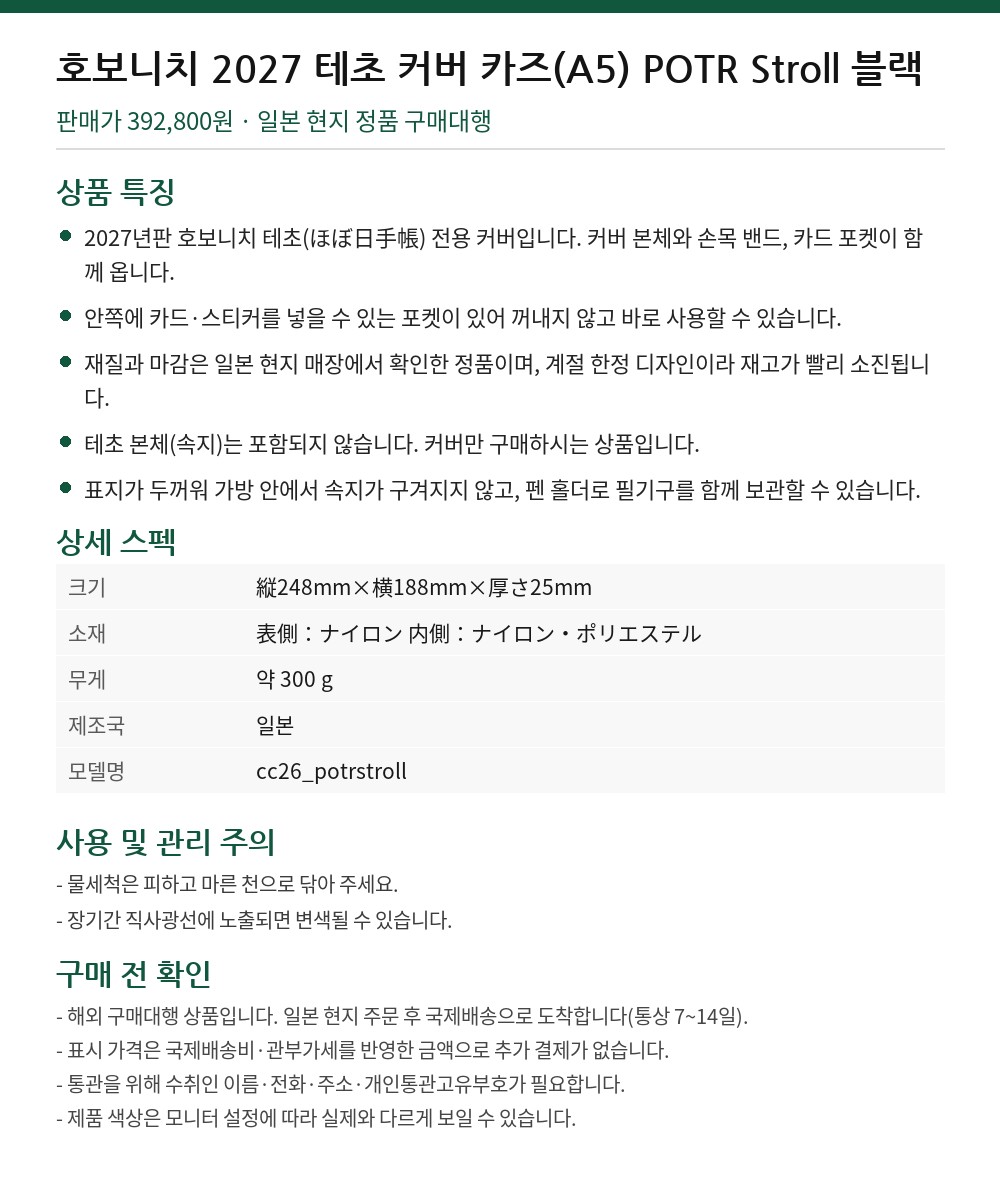 호보니치 2027 테쵸 커버 카즈(A5) POTR Stroll 블랙
판매가 392,800원 · 일본 현지 정품 구매대행
상품 특징
2027년판 호보니치 테쵸(ほぼ日手帳) 전용 커버입니다. 커버 본체와 손목 밴드, 카드 포켓이 함
께 옵니다.
안쪽에 카드·스티커를 넣을 수 있는 포켓이 있어 꺼내지 않고 바로 사용할 수 있습니다.
재질과 마감은 일본 현지 매장에서 확인한 정품이며, 계절 한정 디자인이라 재고가 빨리 소진됩니
다.
테쵸 본체(속지)는 포함되지 않습니다. 커버만 구매하시는 상품입니다.
표지가 두꺼워 가방 안에서 속지가 구겨지지 않고, 펜 홀더로 필기구를 함께 보관할 수 있습니다.
상세 스펙
크기 縦248mm×横188mm×厚さ25mm
소재 表側：ナイロン 内側：ナイロン・ポリエステル
무게 약 300 g
제조국 일본
모델명 cc26_potrstroll
사용 및 관리 주의
- 물세척은 피하고 마른 천으로 닦아 주세요.
- 장기간 직사광선에 노출되면 변색될 수 있습니다.
구매 전 확인
- 해외 구매대행 상품입니다. 일본 현지 주문 후 국제배송으로 도착합니다(통상 7~14일).
- 표시 가격은 국제배송비·관부가세를 반영한 금액으로 추가 결제가 없습니다.
- 통관을 위해 수취인 이름·전화·주소·개인통관고유부호가 필요합니다.
- 제품 색상은 모니터 설정에 따라 실제와 다르게 보일 수 있습니다.